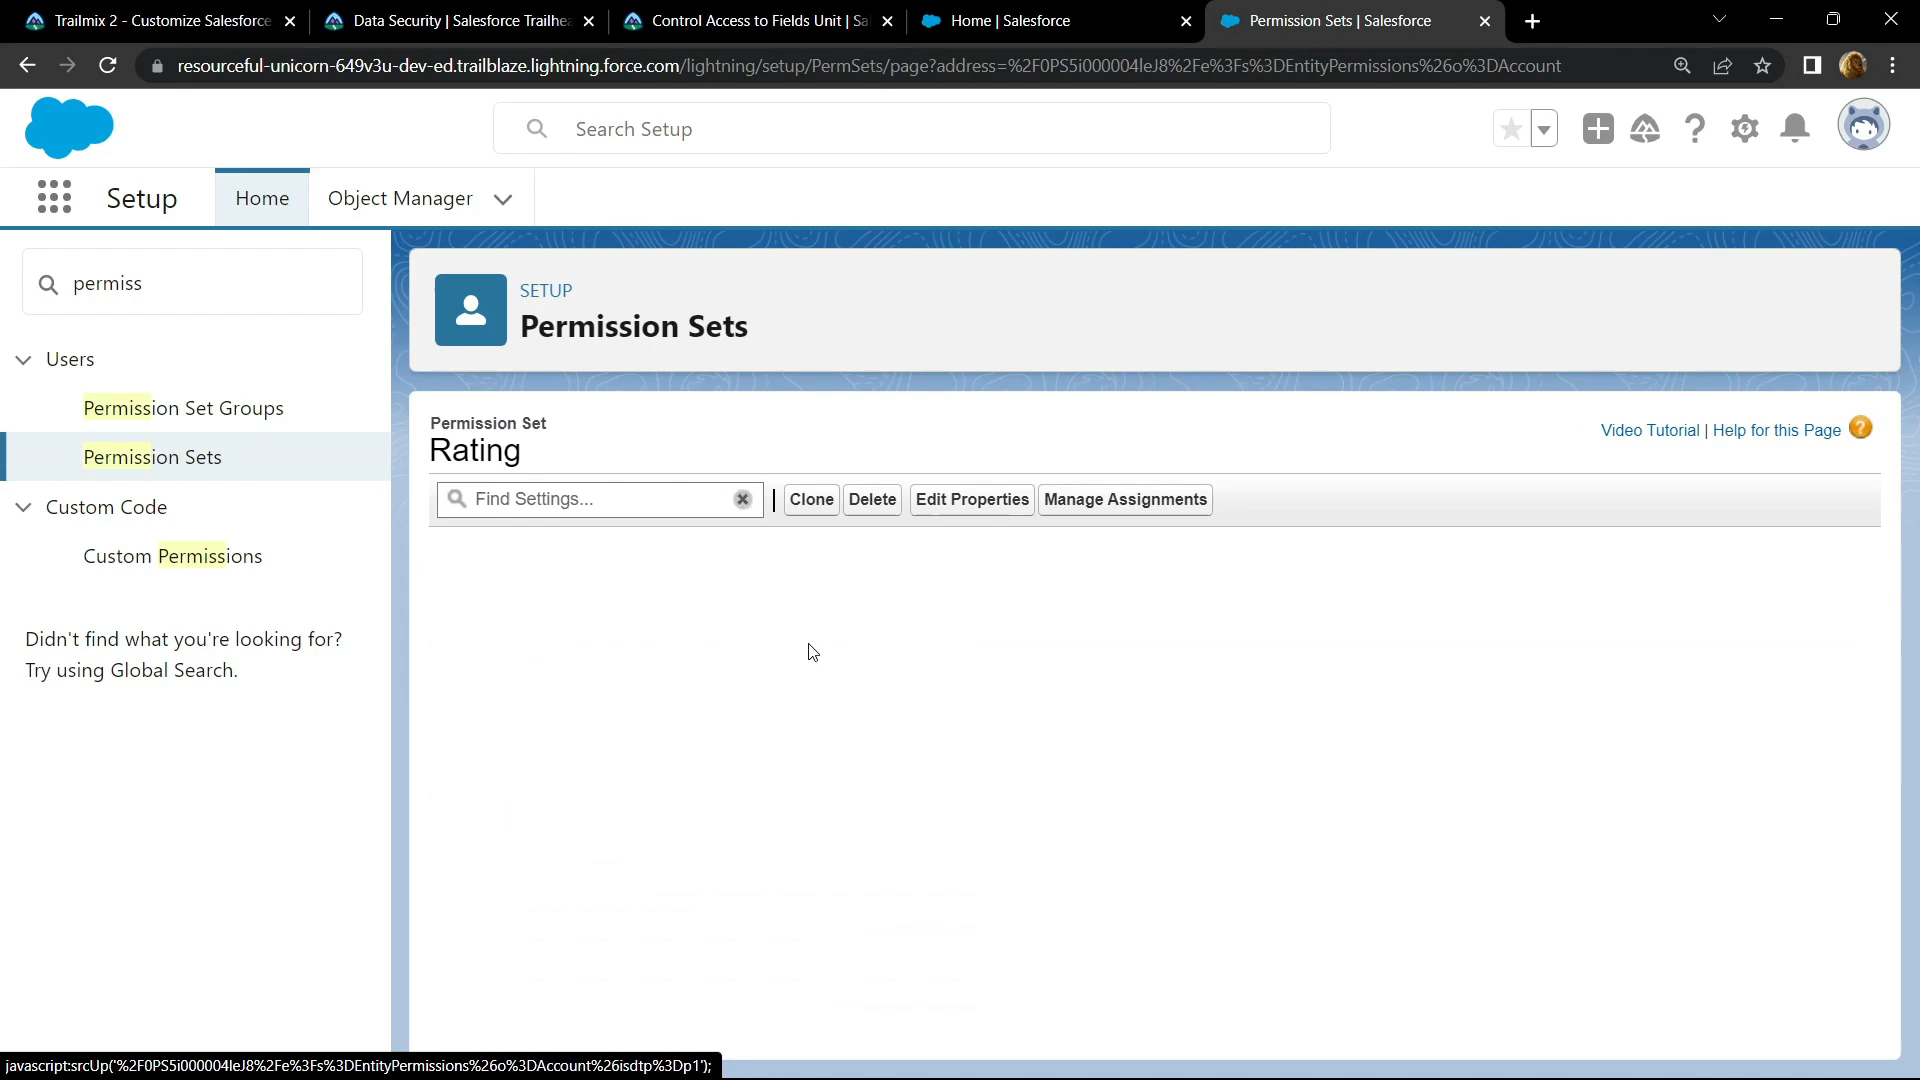 Trailmix 2 - Customize Salesforce
Data Security | Salesforce Trailhe
Control Access to Fields Unit | Sa
Home | Salesforce
Permission Sets | Salesforce
resourceful-unicorn-649v3u-dev-ed.trailblaze.lightning.force.com/lightning/setup/PermSets/page?address=%2F0PS5i000004leJ8%2Fe%3Fs%3DEntityPermissions%26o%3DAccount
Search Setup
Setup
Home
Object Manager
permiss
Users
Permission Set Groups
Permission Sets
Custom Code
Custom Permissions
Didn't find what you're looking for?
Try using Global Search.
SETUP
Permission Sets
Permission Set
Rating
Video Tutorial | Help for this Page ?
Find Settings...
Clone
Delete
Edit Properties
Manage Assignments
javascript:srcUp('%2F0PS5i000004leJ8%2Fe%3Fs%3DEntityPermissions%26o%3DAccount%26isdtp%3Dp1');